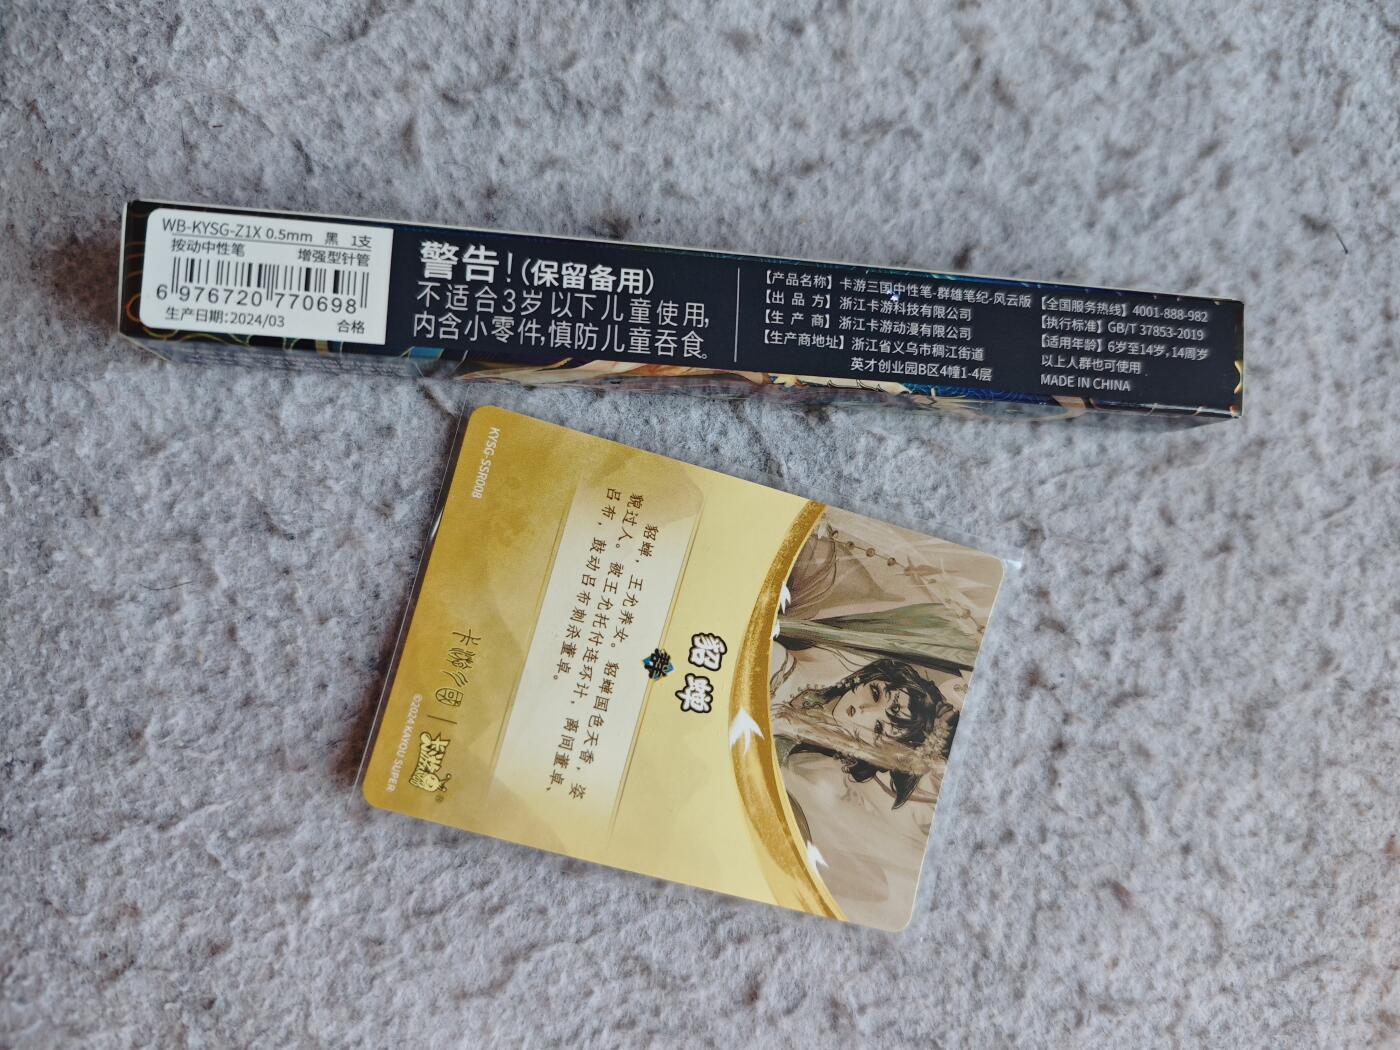 WB-KYSG-Z1X 0.5mm 黑 1支
按动中性笔 增强型针管
6 976720 770698
生产日期:2024/03 合格
警告!(保留备用)
不适合3岁以下儿童使用,
内含小零件,慎防儿童吞食。
【产品名称】卡游三国中性笔-群雄笔纪-风云版
【出品方】浙江卡游科技有限公司
【生产商】浙江卡游动漫有限公司
【生产商地址】浙江省义乌市稠江街道
英才创业园B区4幢1-4层
【全国服务热线】4001-888-982
【执行标准】GB/T 37853-2019
【适用年龄】6岁至14岁,14周岁
以上人群也可使用
MADE IN CHINA
貂蝉
群
貂蝉,王允养女。貂蝉国色天香,姿
貌过人。被王允托付连环计,离间董卓、
吕布,鼓动吕布刺杀董卓。
卡游三國
卡游®
KYSG-SSR008
©2024 KAYOU SUPER